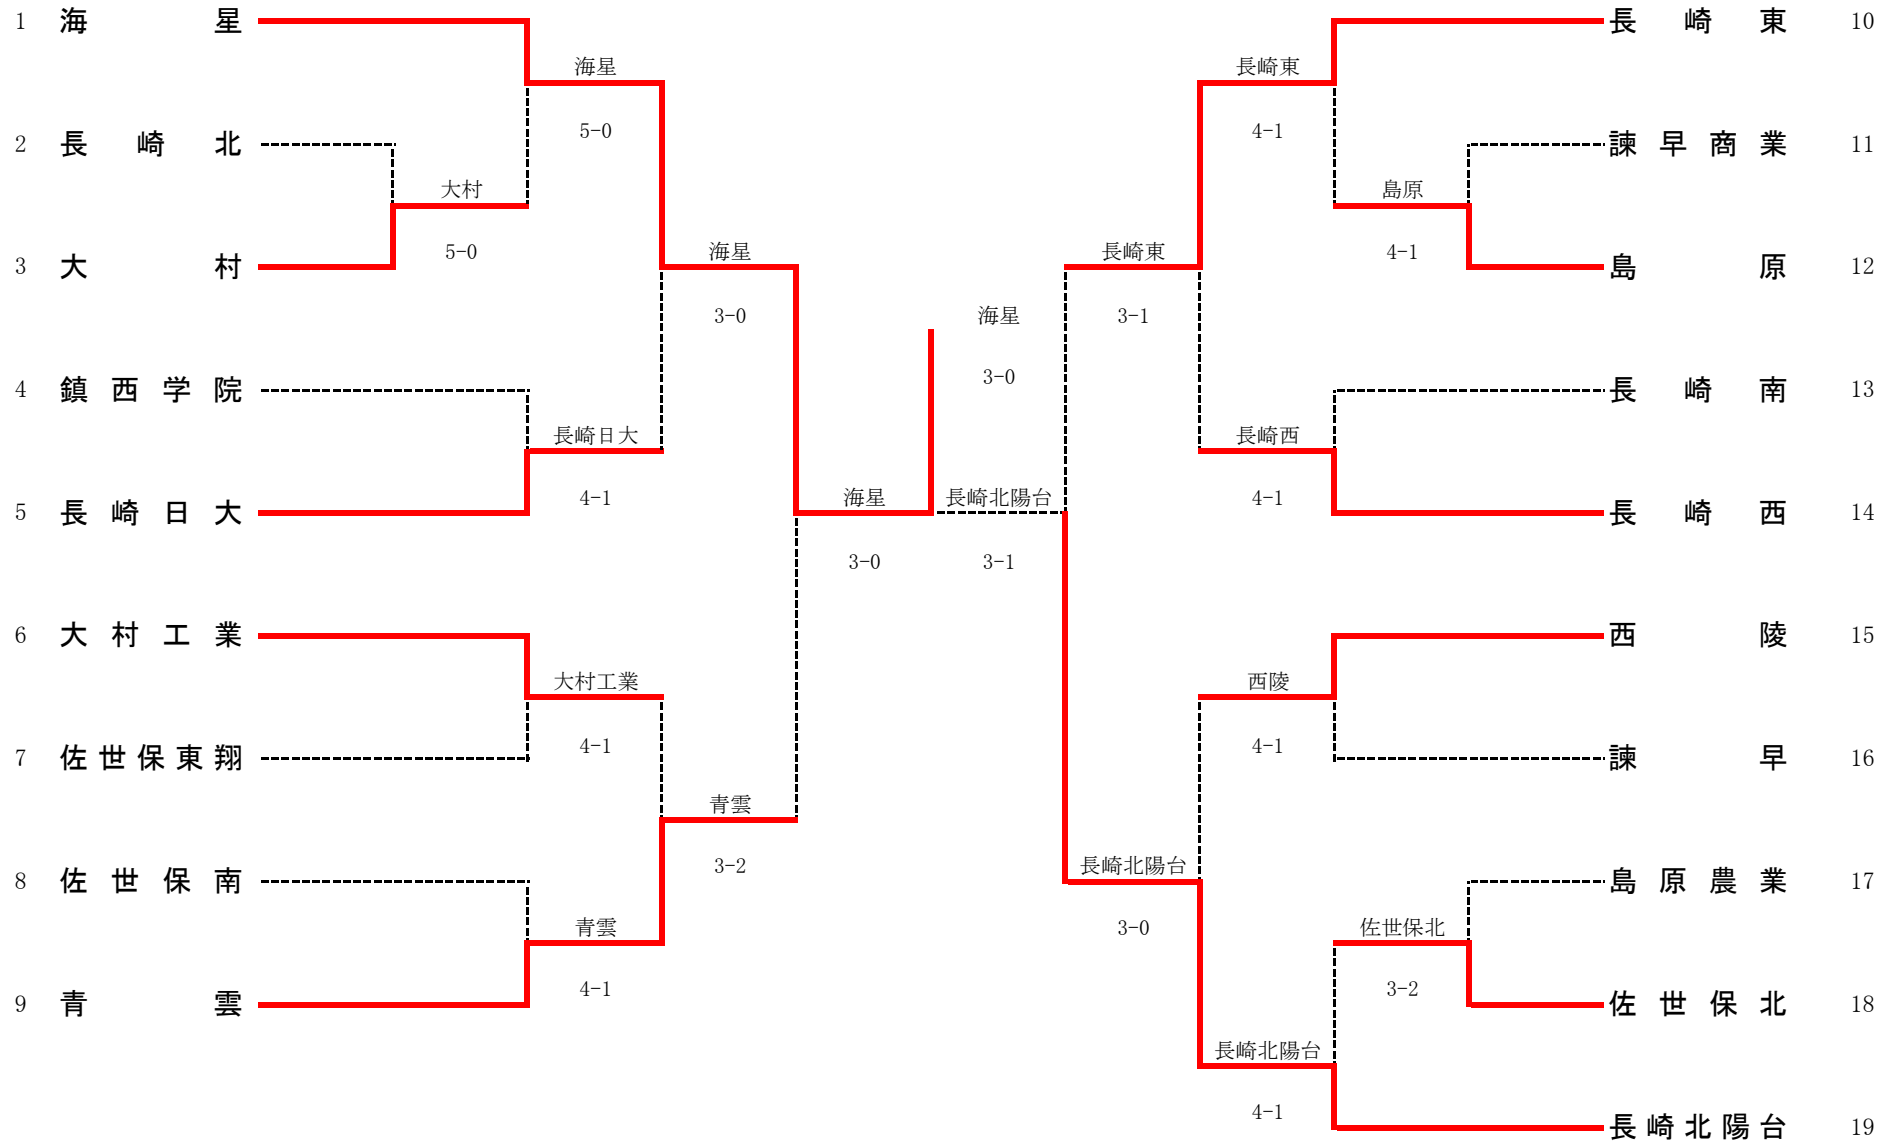 1 海星 長崎東 10
海星 長崎東
5-0 4-1
2 長崎北 諫早商業 11
大村 島原
5-0 4-1
海星 長崎東
3 大村 島原 12
3-0 海星 3-1
3-0
4 鎮西学院 長崎南 13
長崎日大 長崎西
4-1 4-1
海星 長崎北陽台
5 長崎日大 長崎西 14
3-0 3-1
6 大村工業 西陵 15
大村工業 西陵
4-1 4-1
7 佐世保東翔 諫早 16
青雲
3-2 長崎北陽台
8 佐世保南 島原農業 17
青雲 3-0 佐世保北
4-1 3-2
9 青雲 佐世保北 18
長崎北陽台
4-1
長崎北陽台 19